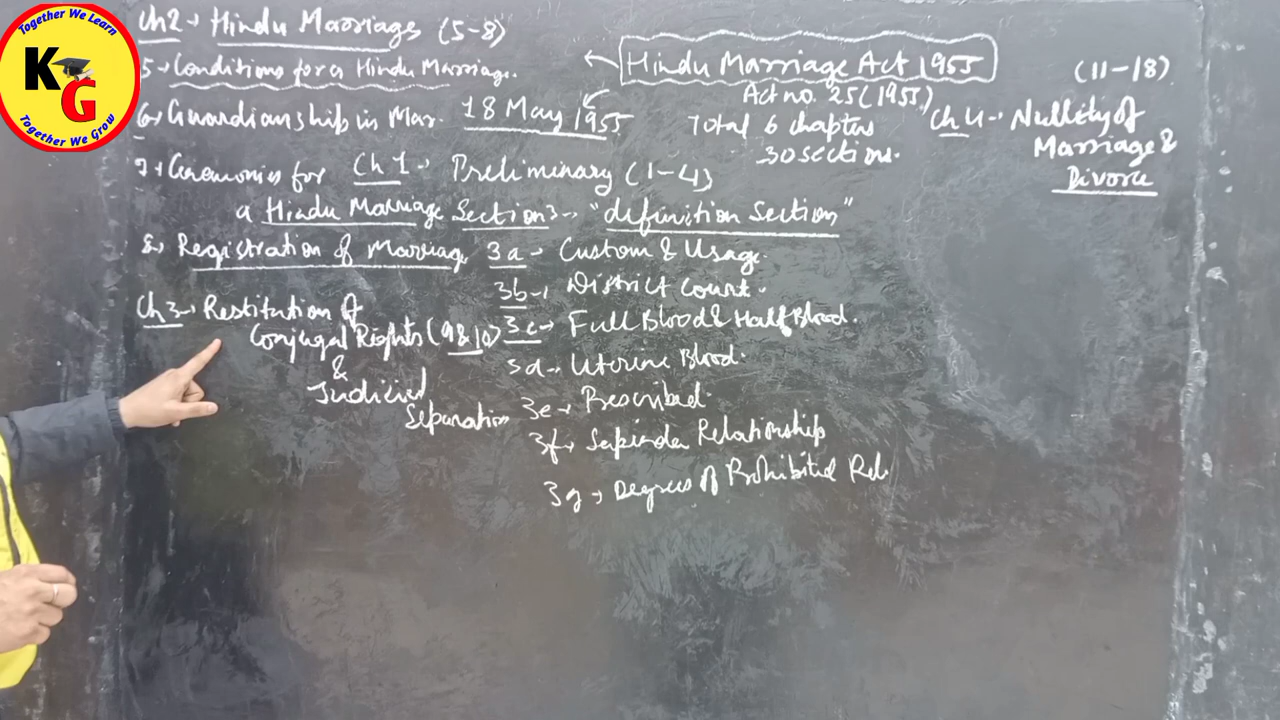 Together We Learn
KG
Together We Grow
Hindu Marriage Act 1955
Act no. 25 (1955)
18 May 1955
Total 6 chapters
30 sections.
Ch 1 → Preliminary (1-4)
Section 3 → "definition Section"
3a → Custom & Usage.
3b → District Court.
3c → Full Blood & Half Blood.
3d → Uterine Blood.
3e → Prescribed.
3f → Sapinda Relationship
3g → Degrees of Prohibited Rel
Ch2 → Hindu Marriages (5-8)
5 → Conditions for a Hindu Marriage.
6 → Guardianship in Mar.
7 → Ceremonies for
a Hindu Marriage
8 → Registration of Marriage
Ch 3 → Restitution of
Conjugal Rights (9&10)
&
Judicial
Separation
(11-18)
Ch 4 → Nullity of
Marriage &
Divorce